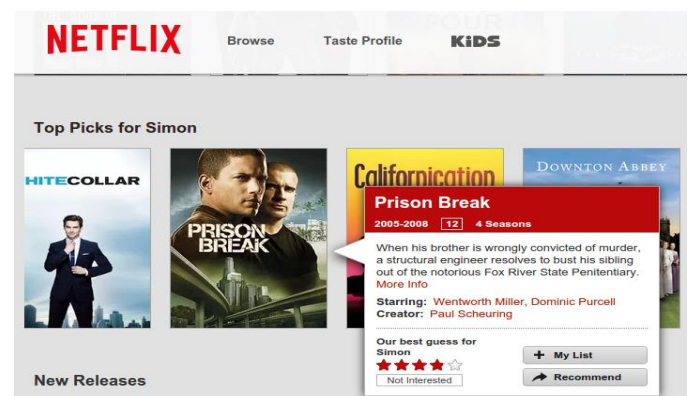 FOUR
NETFLIX
Browse Taste Profile KiDS
Top Picks for Simon
HITECOLLAR
PRISON
BREAK
Californication
DOWNTON ABBEY
Prison Break
2005-2008 12 4 Seasons
When his brother is wrongly convicted of murder,
a structural engineer resolves to bust his sibling
out of the notorious Fox River State Penitentiary.
More Info
Starring: Wentworth Miller, Dominic Purcell
Creator: Paul Scheuring
Our best guess for
Simon
Not Interested
+ My List
Recommend
New Releases